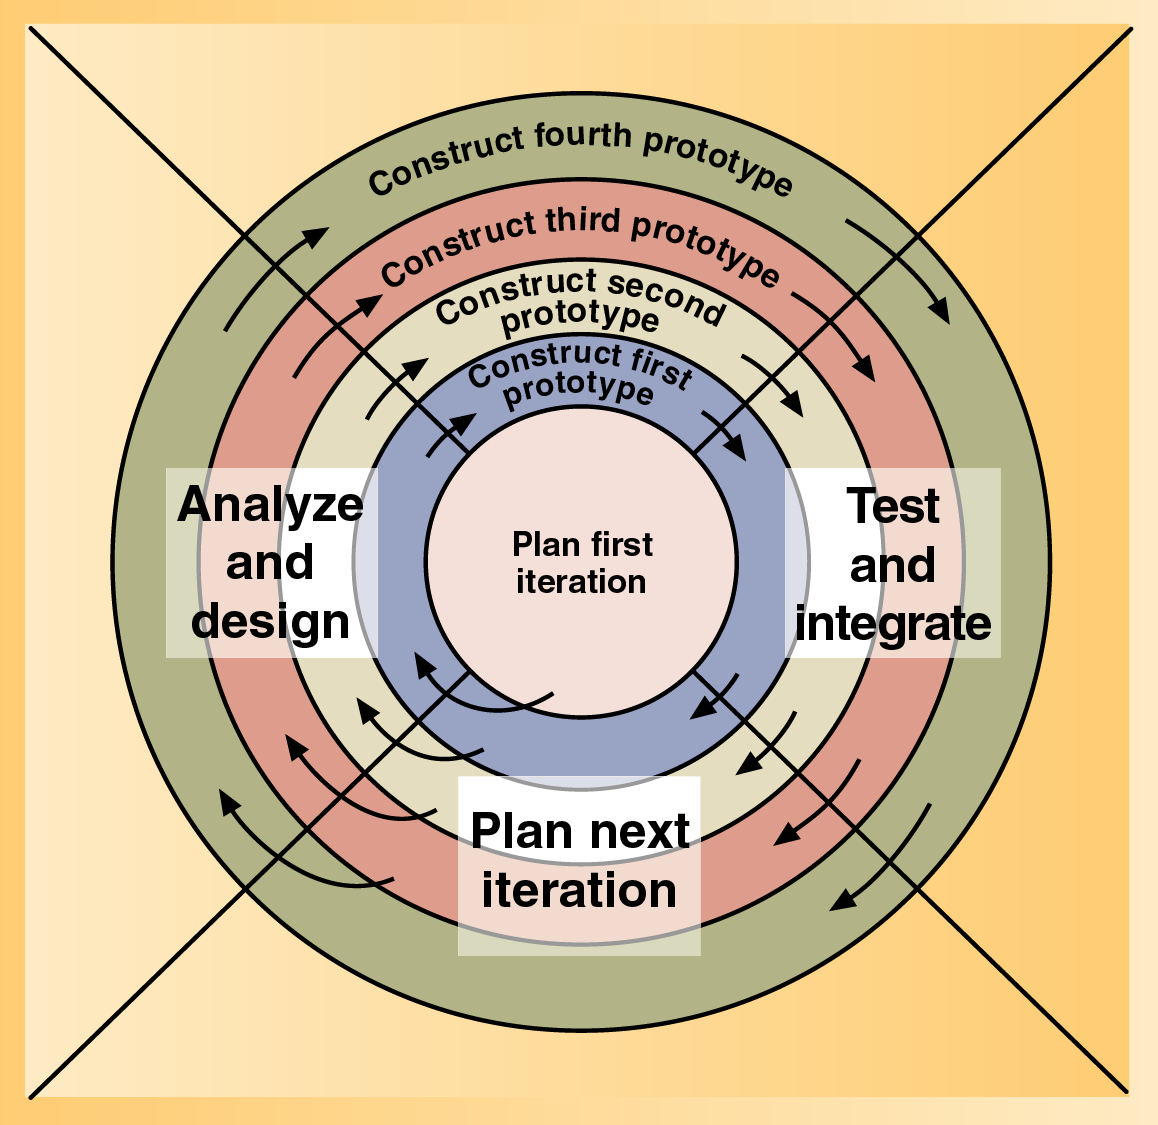 Construct fourth prototype
Construct third prototype
Construct second
prototype
Construct first
prototype
Analyze
and
design
Plan first
iteration
Test
and
integrate
Plan next
iteration